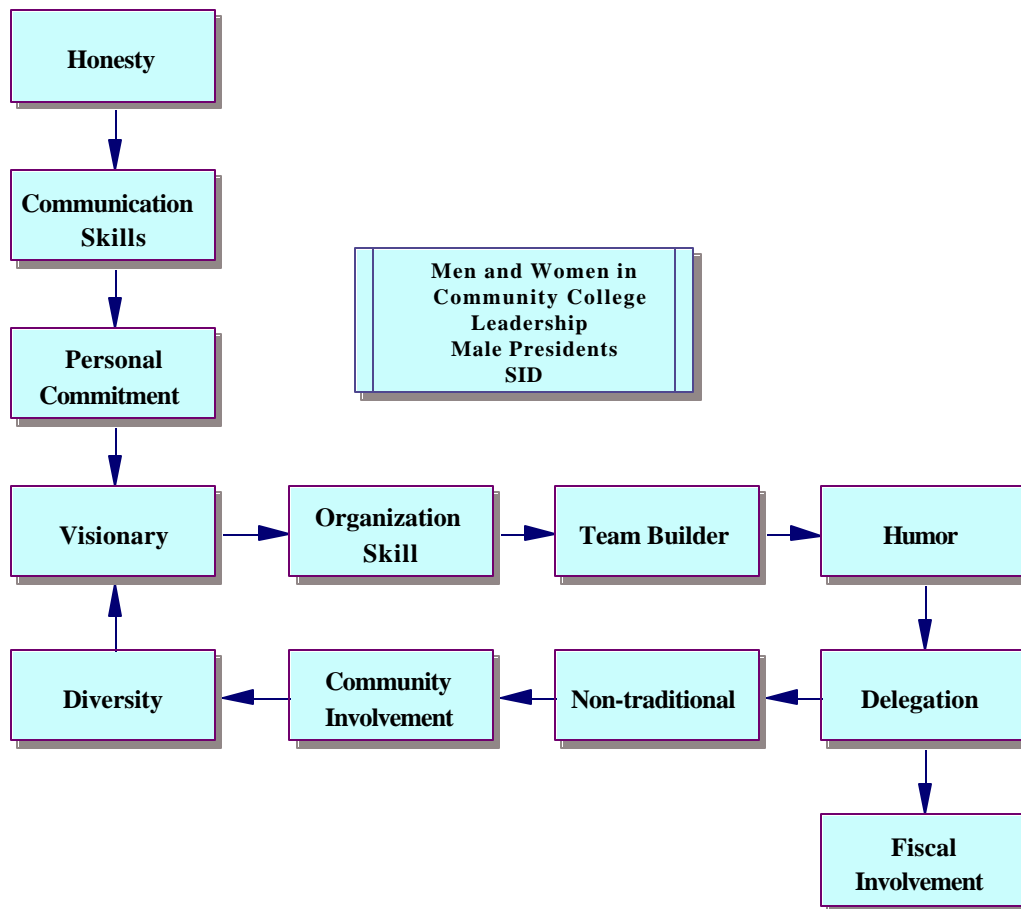 Honesty
Communication
Skills
Men and Women in
Community College
Leadership
Male Presidents
SID
Personal
Commitment
Visionary
Organization
Skill
Team Builder
Humor
Diversity
Community
Involvement
Non-traditional
Delegation
Fiscal
Involvement